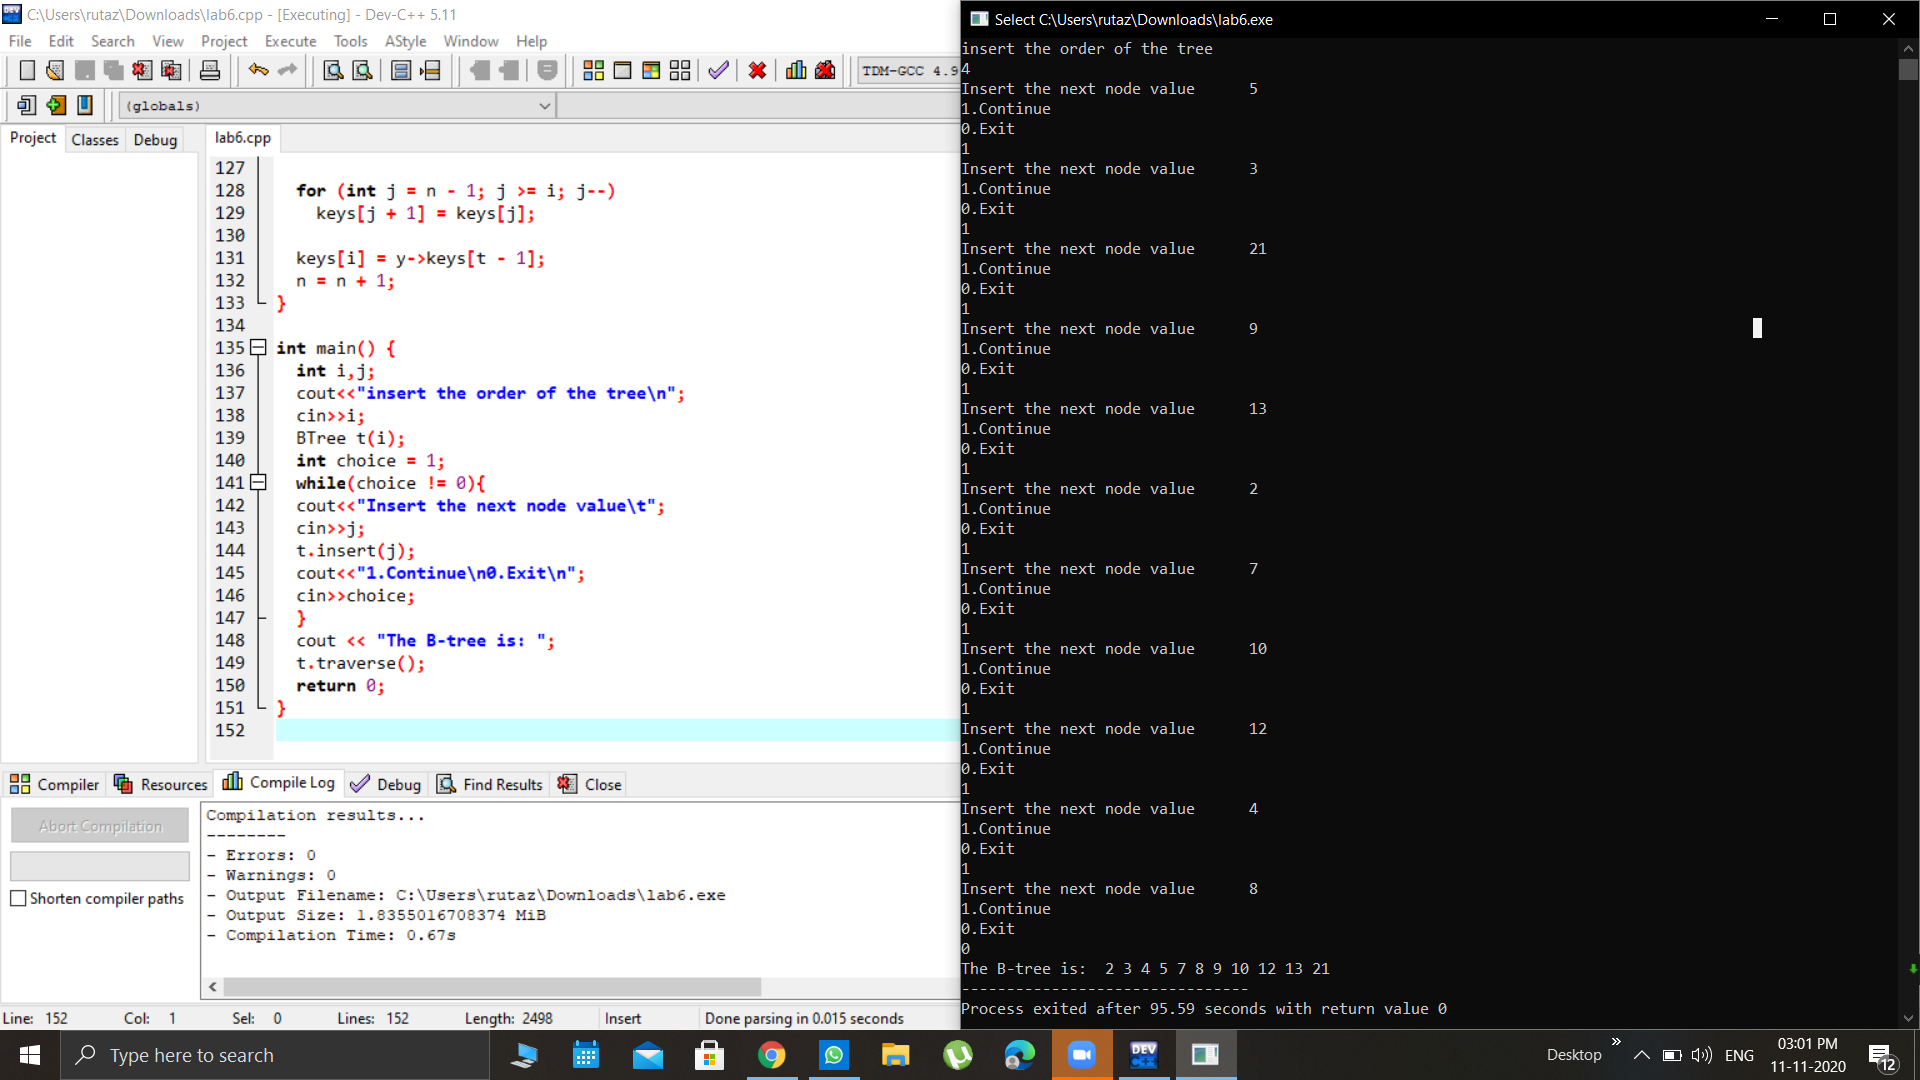 C:\Users\rutaz\Downloads\lab6.cpp - [Executing] - Dev-C++ 5.11
File Edit Search View Project Execute Tools AStyle Window Help
TDM-GCC 4.9
(globals)
Project Classes Debug
lab6.cpp
127
128 for (int j = n - 1; j >= i; j--)
129 keys[j + 1] = keys[j];
130
131 keys[i] = y->keys[t - 1];
132 n = n + 1;
133 }
134
135 int main() {
136 int i,j;
137 cout<<"insert the order of the tree\n";
138 cin>>i;
139 BTree t(i);
140 int choice = 1;
141 while(choice != 0){
142 cout<<"Insert the next node value\t";
143 cin>>j;
144 t.insert(j);
145 cout<<"1.Continue\n0.Exit\n";
146 cin>>choice;
147 }
148 cout << "The B-tree is: ";
149 t.traverse();
150 return 0;
151 }
152
Compiler Resources Compile Log Debug Find Results Close
Abort Compilation
Shorten compiler paths
Compilation results...
--------
- Errors: 0
- Warnings: 0
- Output Filename: C:\Users\rutaz\Downloads\lab6.exe
- Output Size: 1.8355016708374 MiB
- Compilation Time: 0.67s
Line: 152 Col: 1 Sel: 0 Lines: 152 Length: 2498 Insert Done parsing in 0.015 seconds
Select C:\Users\rutaz\Downloads\lab6.exe
insert the order of the tree
4
Insert the next node value 5
1.Continue
0.Exit
1
Insert the next node value 3
1.Continue
0.Exit
1
Insert the next node value 21
1.Continue
0.Exit
1
Insert the next node value 9
1.Continue
0.Exit
1
Insert the next node value 13
1.Continue
0.Exit
1
Insert the next node value 2
1.Continue
0.Exit
1
Insert the next node value 7
1.Continue
0.Exit
1
Insert the next node value 10
1.Continue
0.Exit
1
Insert the next node value 12
1.Continue
0.Exit
1
Insert the next node value 4
1.Continue
0.Exit
1
Insert the next node value 8
1.Continue
0.Exit
0
The B-tree is: 2 3 4 5 7 8 9 10 12 13 21
--------------------------------
Process exited after 95.59 seconds with return value 0
Type here to search
DEV C++
Desktop
ENG
03:01 PM
11-11-2020
12